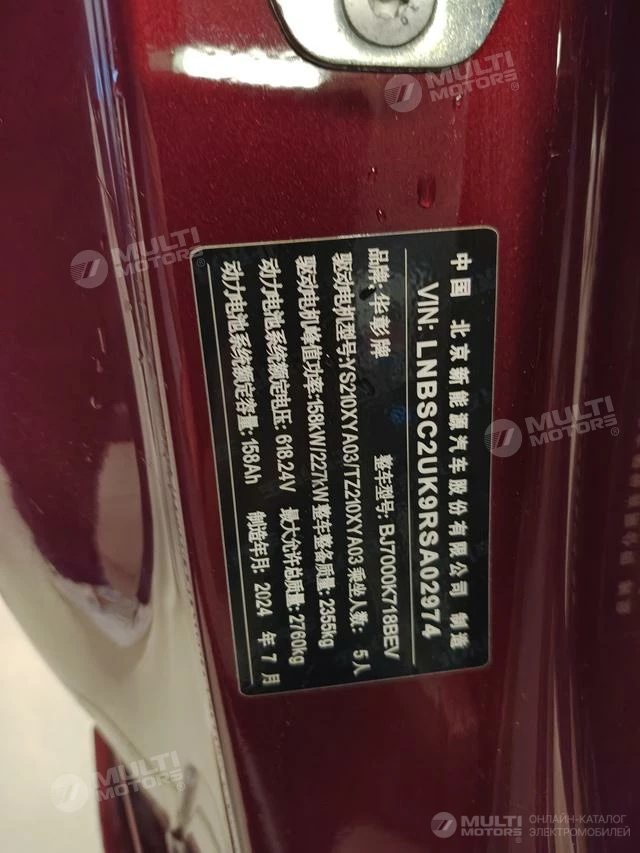 中国 北京新能源汽车股份有限公司 制造
VIN: LNBSC2UK9RSA02974
品牌: 华彩牌 整车型号: BJ7000K718BEV
驱动电机型号:YS210XYA03/TZ210XYA03 乘坐人数: 5人
驱动电机峰值功率:158kW/227kW 整车整备质量: 2355kg
动力电池系统额定电压: 618.24V 最大允许总质量: 2760kg
动力电池系统额定容量:158Ah 制造年月: 2024 年 7 月
MULTI MOTORS®
MULTI MOTORS®
MULTI MOTORS®
MULTI MOTORS®
MULTI MOTORS® ОНЛАЙН-КАТАЛОГ ЭЛЕКТРОМОБИЛЕЙ